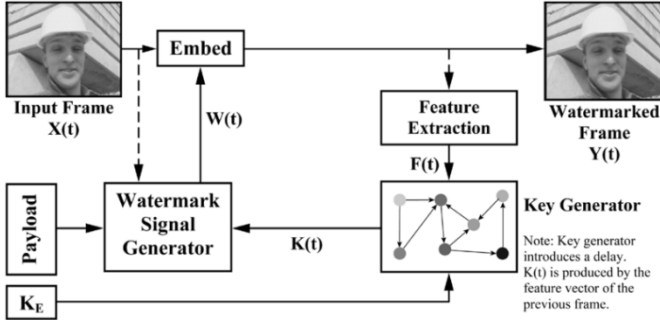 Embed
Input Frame
X(t)
W(t)
Feature
Extraction
Watermarked
Frame
Y(t)
F(t)
Payload
Watermark
Signal
Generator
K(t)
Key Generator
Note: Key generator
introduces a delay.
K(t) is produced by the
feature vector of the
previous frame.
KE